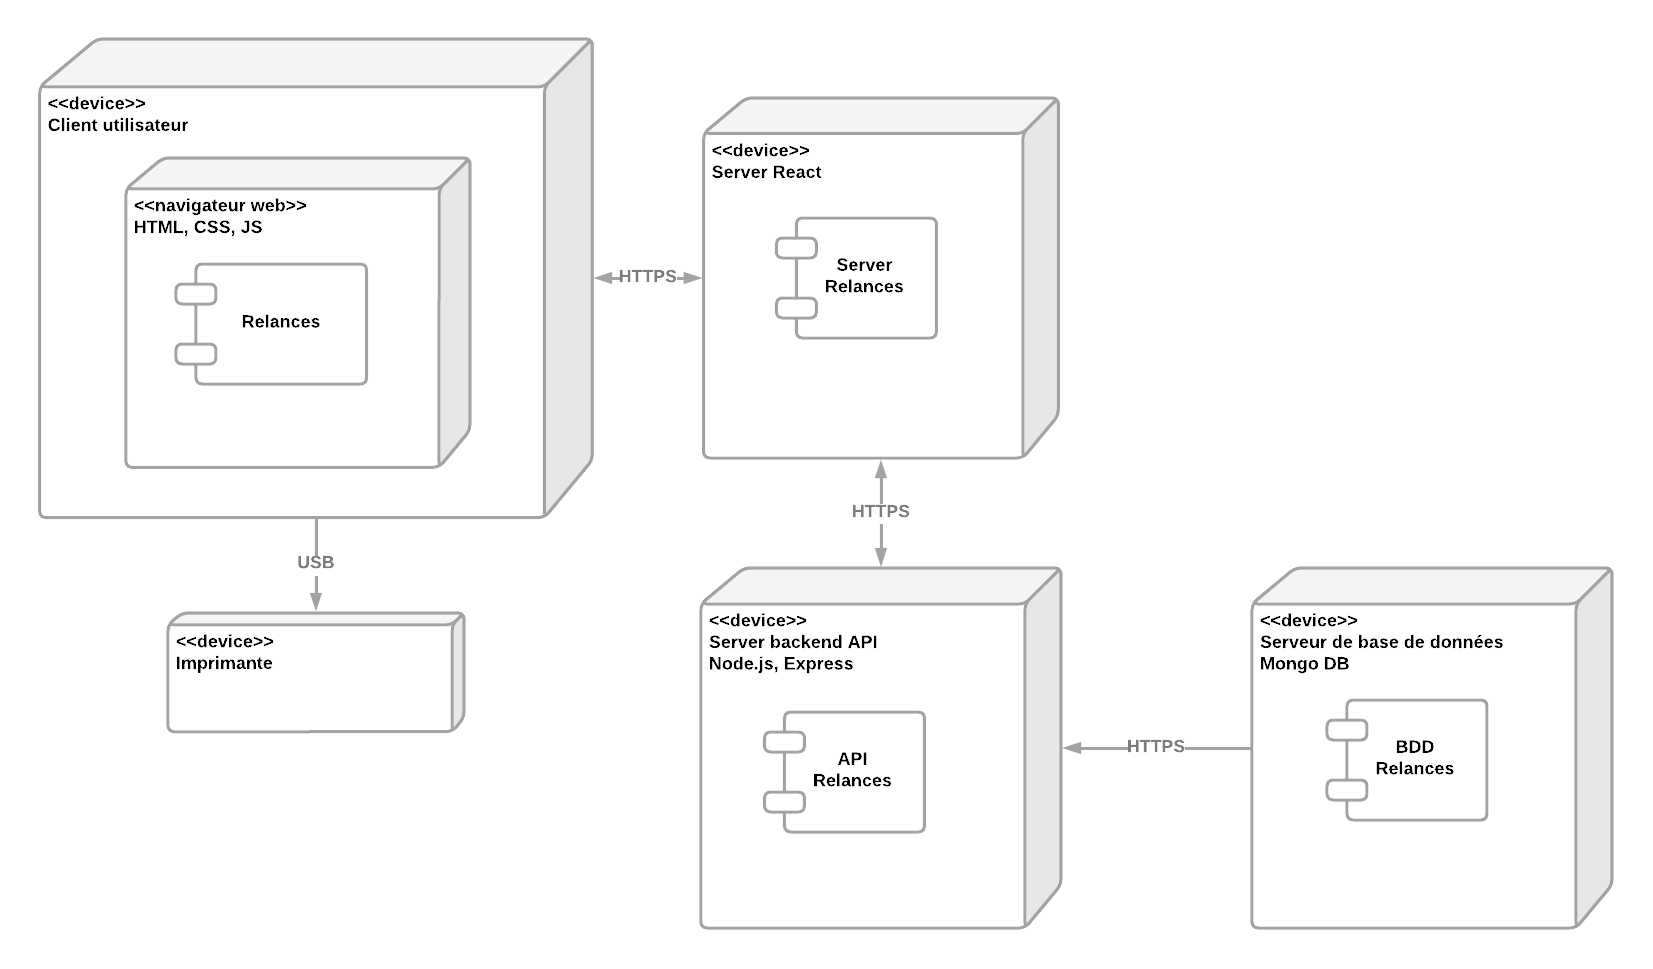 <<device>>
Client utilisateur
<<navigateur web>>
HTML, CSS, JS
Relances
HTTPS
<<device>>
Server React
Server
Relances
USB
<<device>>
Imprimante
HTTPS
<<device>>
Server backend API
Node.js, Express
API
Relances
HTTPS
<<device>>
Serveur de base de données
Mongo DB
BDD
Relances